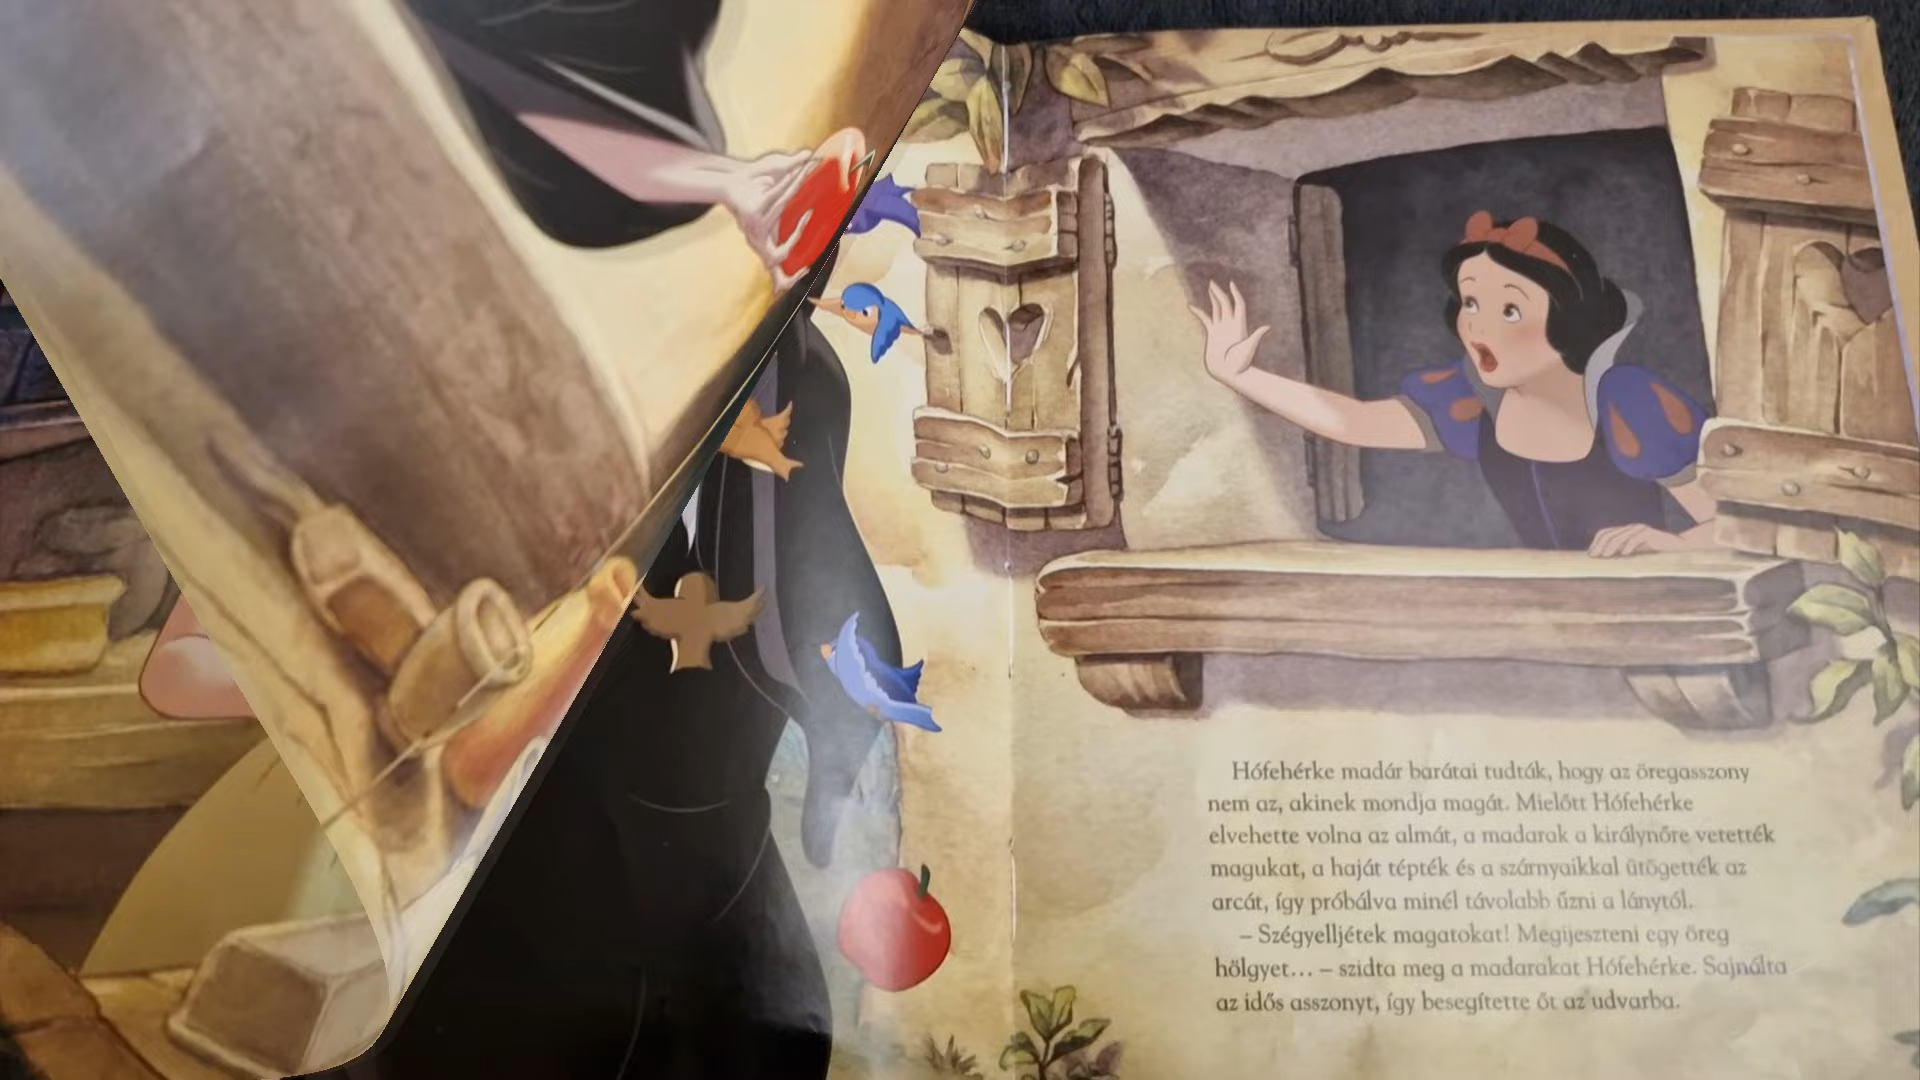 Hófehérke madár barátai tudták, hogy az öregasszony
nem az, akinek mondja magát. Mielőtt Hófehérke
elvehette volna az almát, a madarak a királynőre vetették
magukat, a haját tépték és a szárnyaikkal ütögették az
arcát, így próbálva minél távolabb űzni a lánytól.
– Szégyelljétek magatokat! Megijeszteni egy öreg
hölgyet... – szidta meg a madarakat Hófehérke. Sajnálta
az idős asszonyt, így besegítette őt az udvarba.